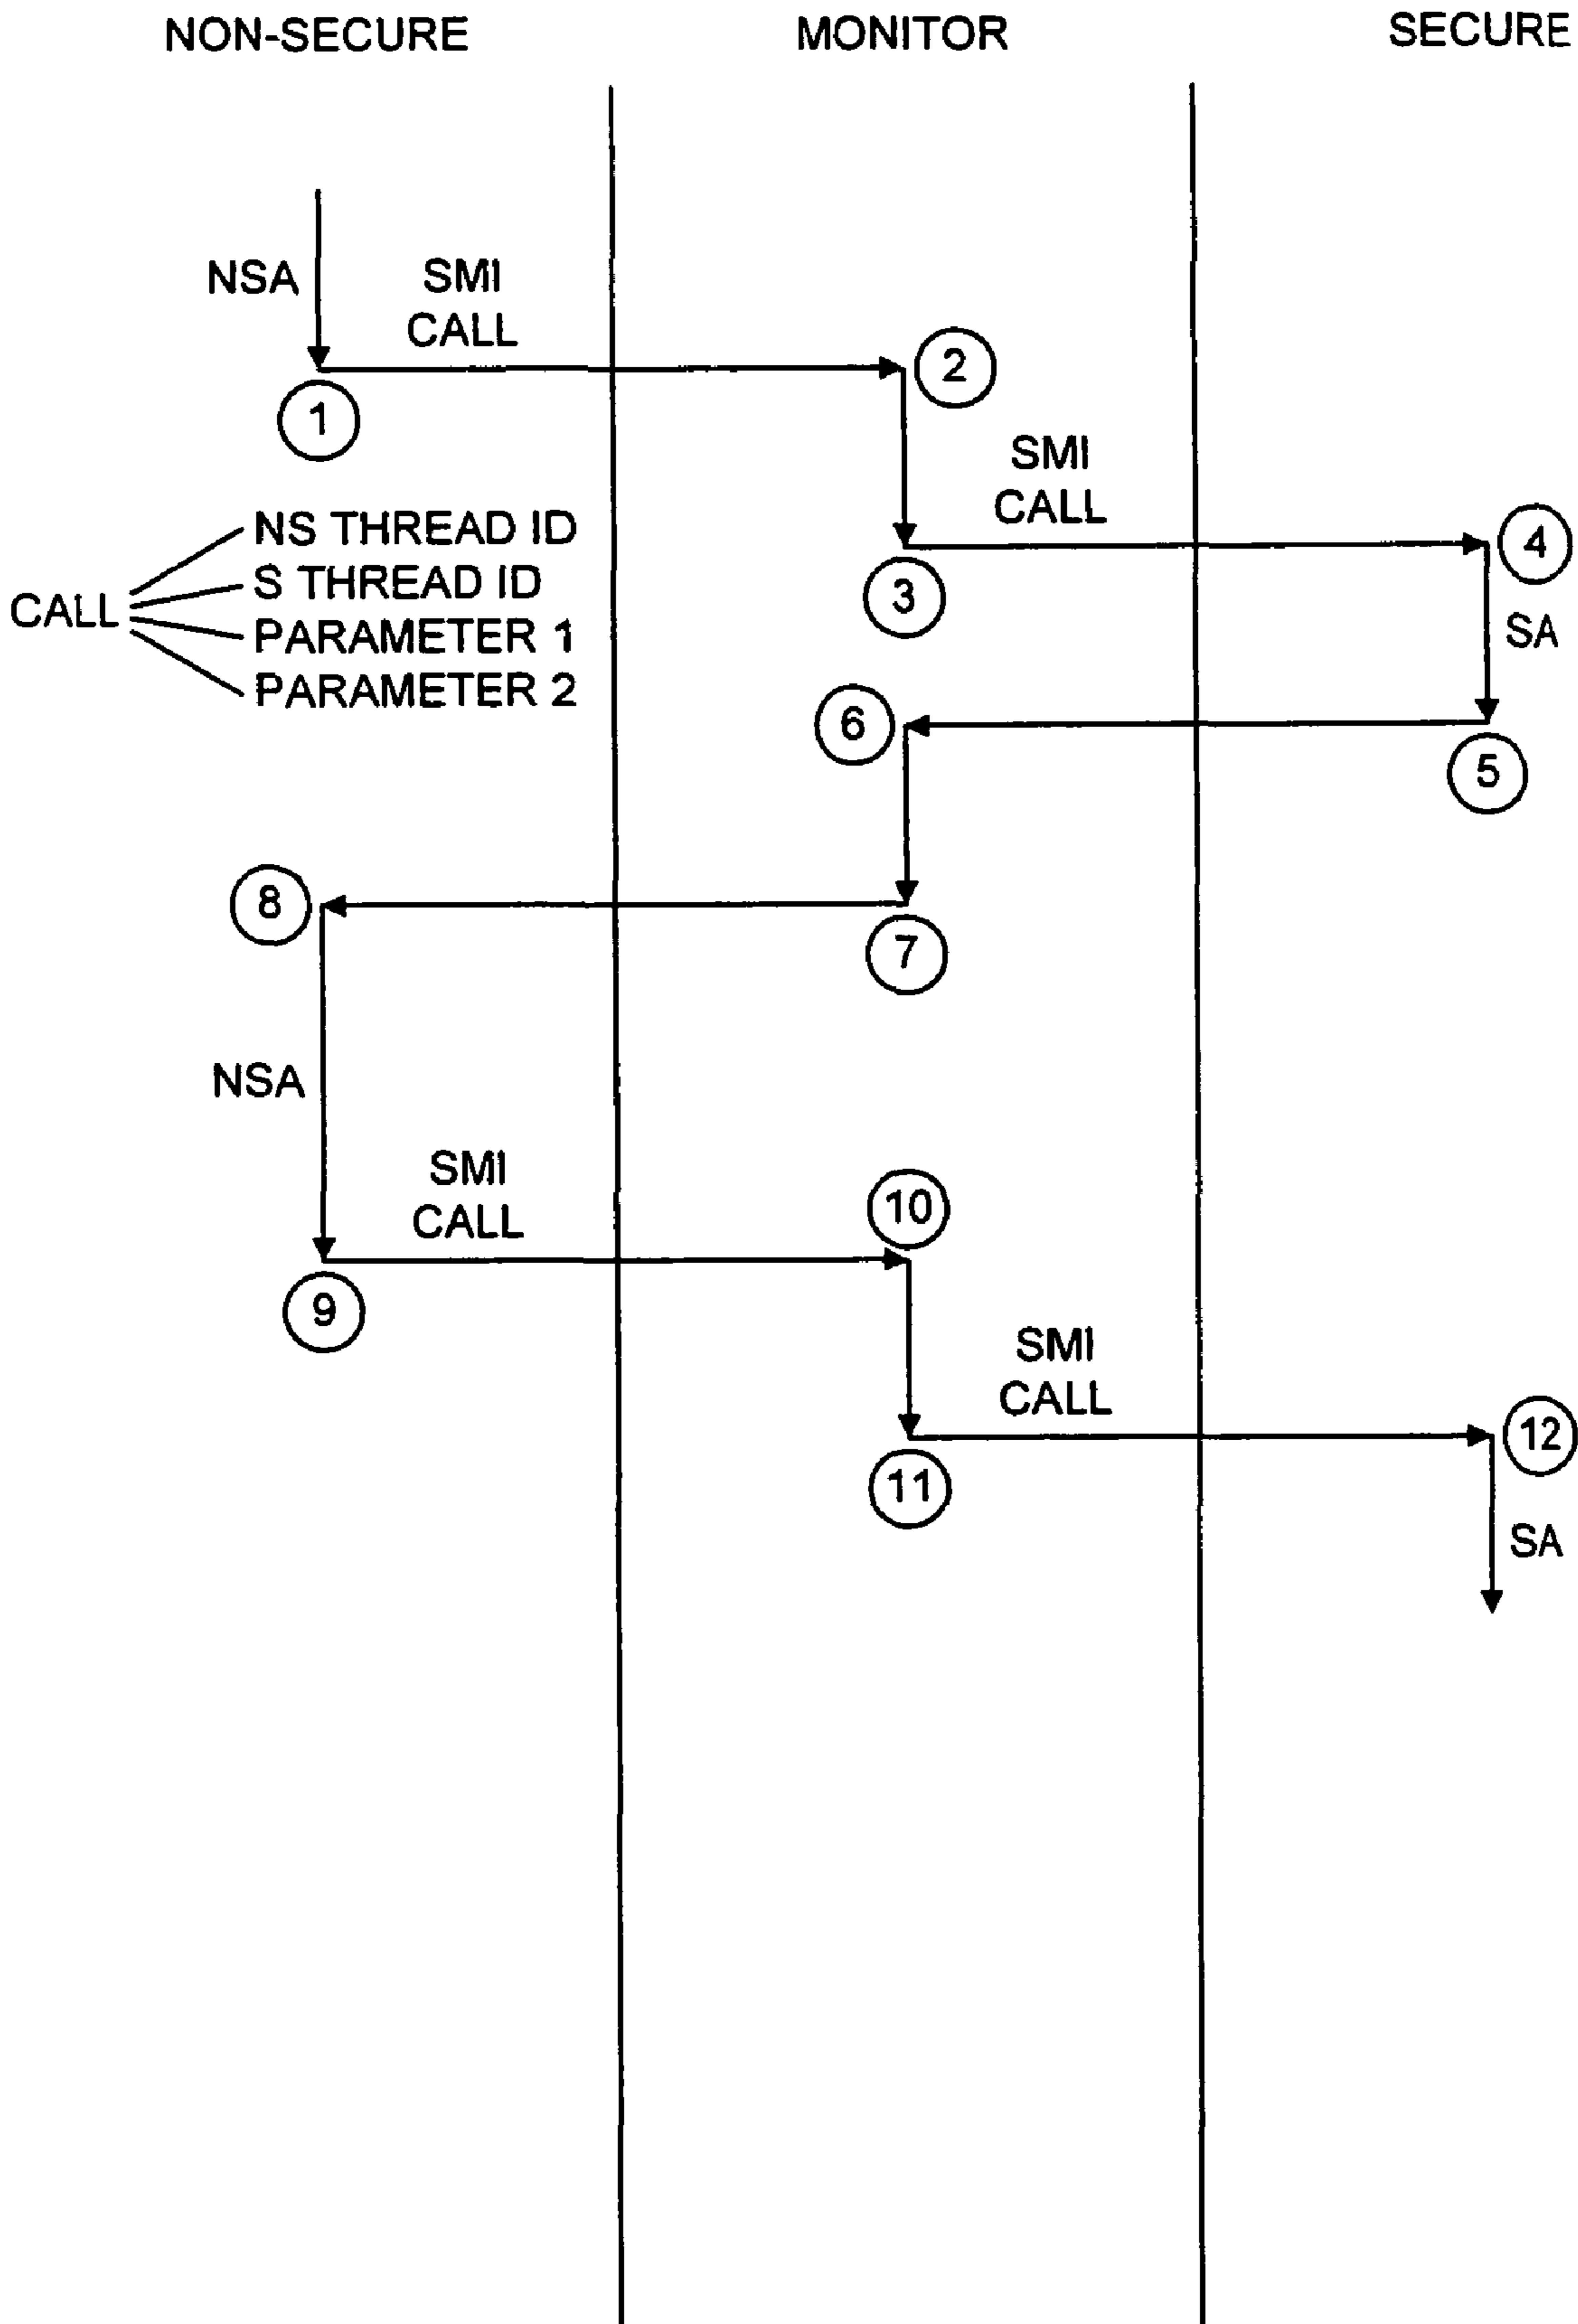 NON-SECURE
MONITOR
SECURE
NSA
SMI
CALL
1
2
SMI
CALL
3
4
CALL
NS THREAD ID
S THREAD ID
PARAMETER 1
PARAMETER 2
SA
6
5
8
7
NSA
SMI
CALL
10
9
SMI
CALL
11
12
SA